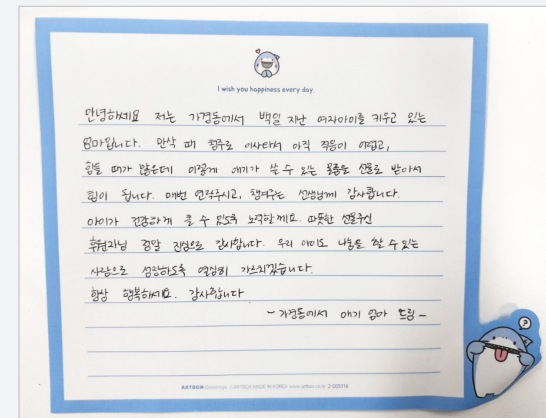 I wish you happiness every day.
안녕하세요 저는 가경동에서 백일 지난 여자아이를 키우고 있는
엄마입니다. 만삭 때 청주로 이사와서 아직 적응이 어렵고,
힘들 때가 많은데 이렇게 애기가 쓸 수 있는 물품을 선물로 받아서
힘이 됩니다. 매번 연락주시고, 챙겨주는 선생님께 감사합니다.
아이가 건강하게 클 수 있도록 노력할께요. 따뜻한 선물주신
후원자님 정말 진심으로 감사합니다. 우리 아이도 나눔을 할 수 있는
사람으로 성장하도록 열심히 가르치겠습니다.
항상 행복하세요. 감사합니다
- 가경동에서 애기 엄마 드림 -
?
ARTBOX Greetings. ⓒARTBOX MADE IN KOREA www.artbox.co.kr